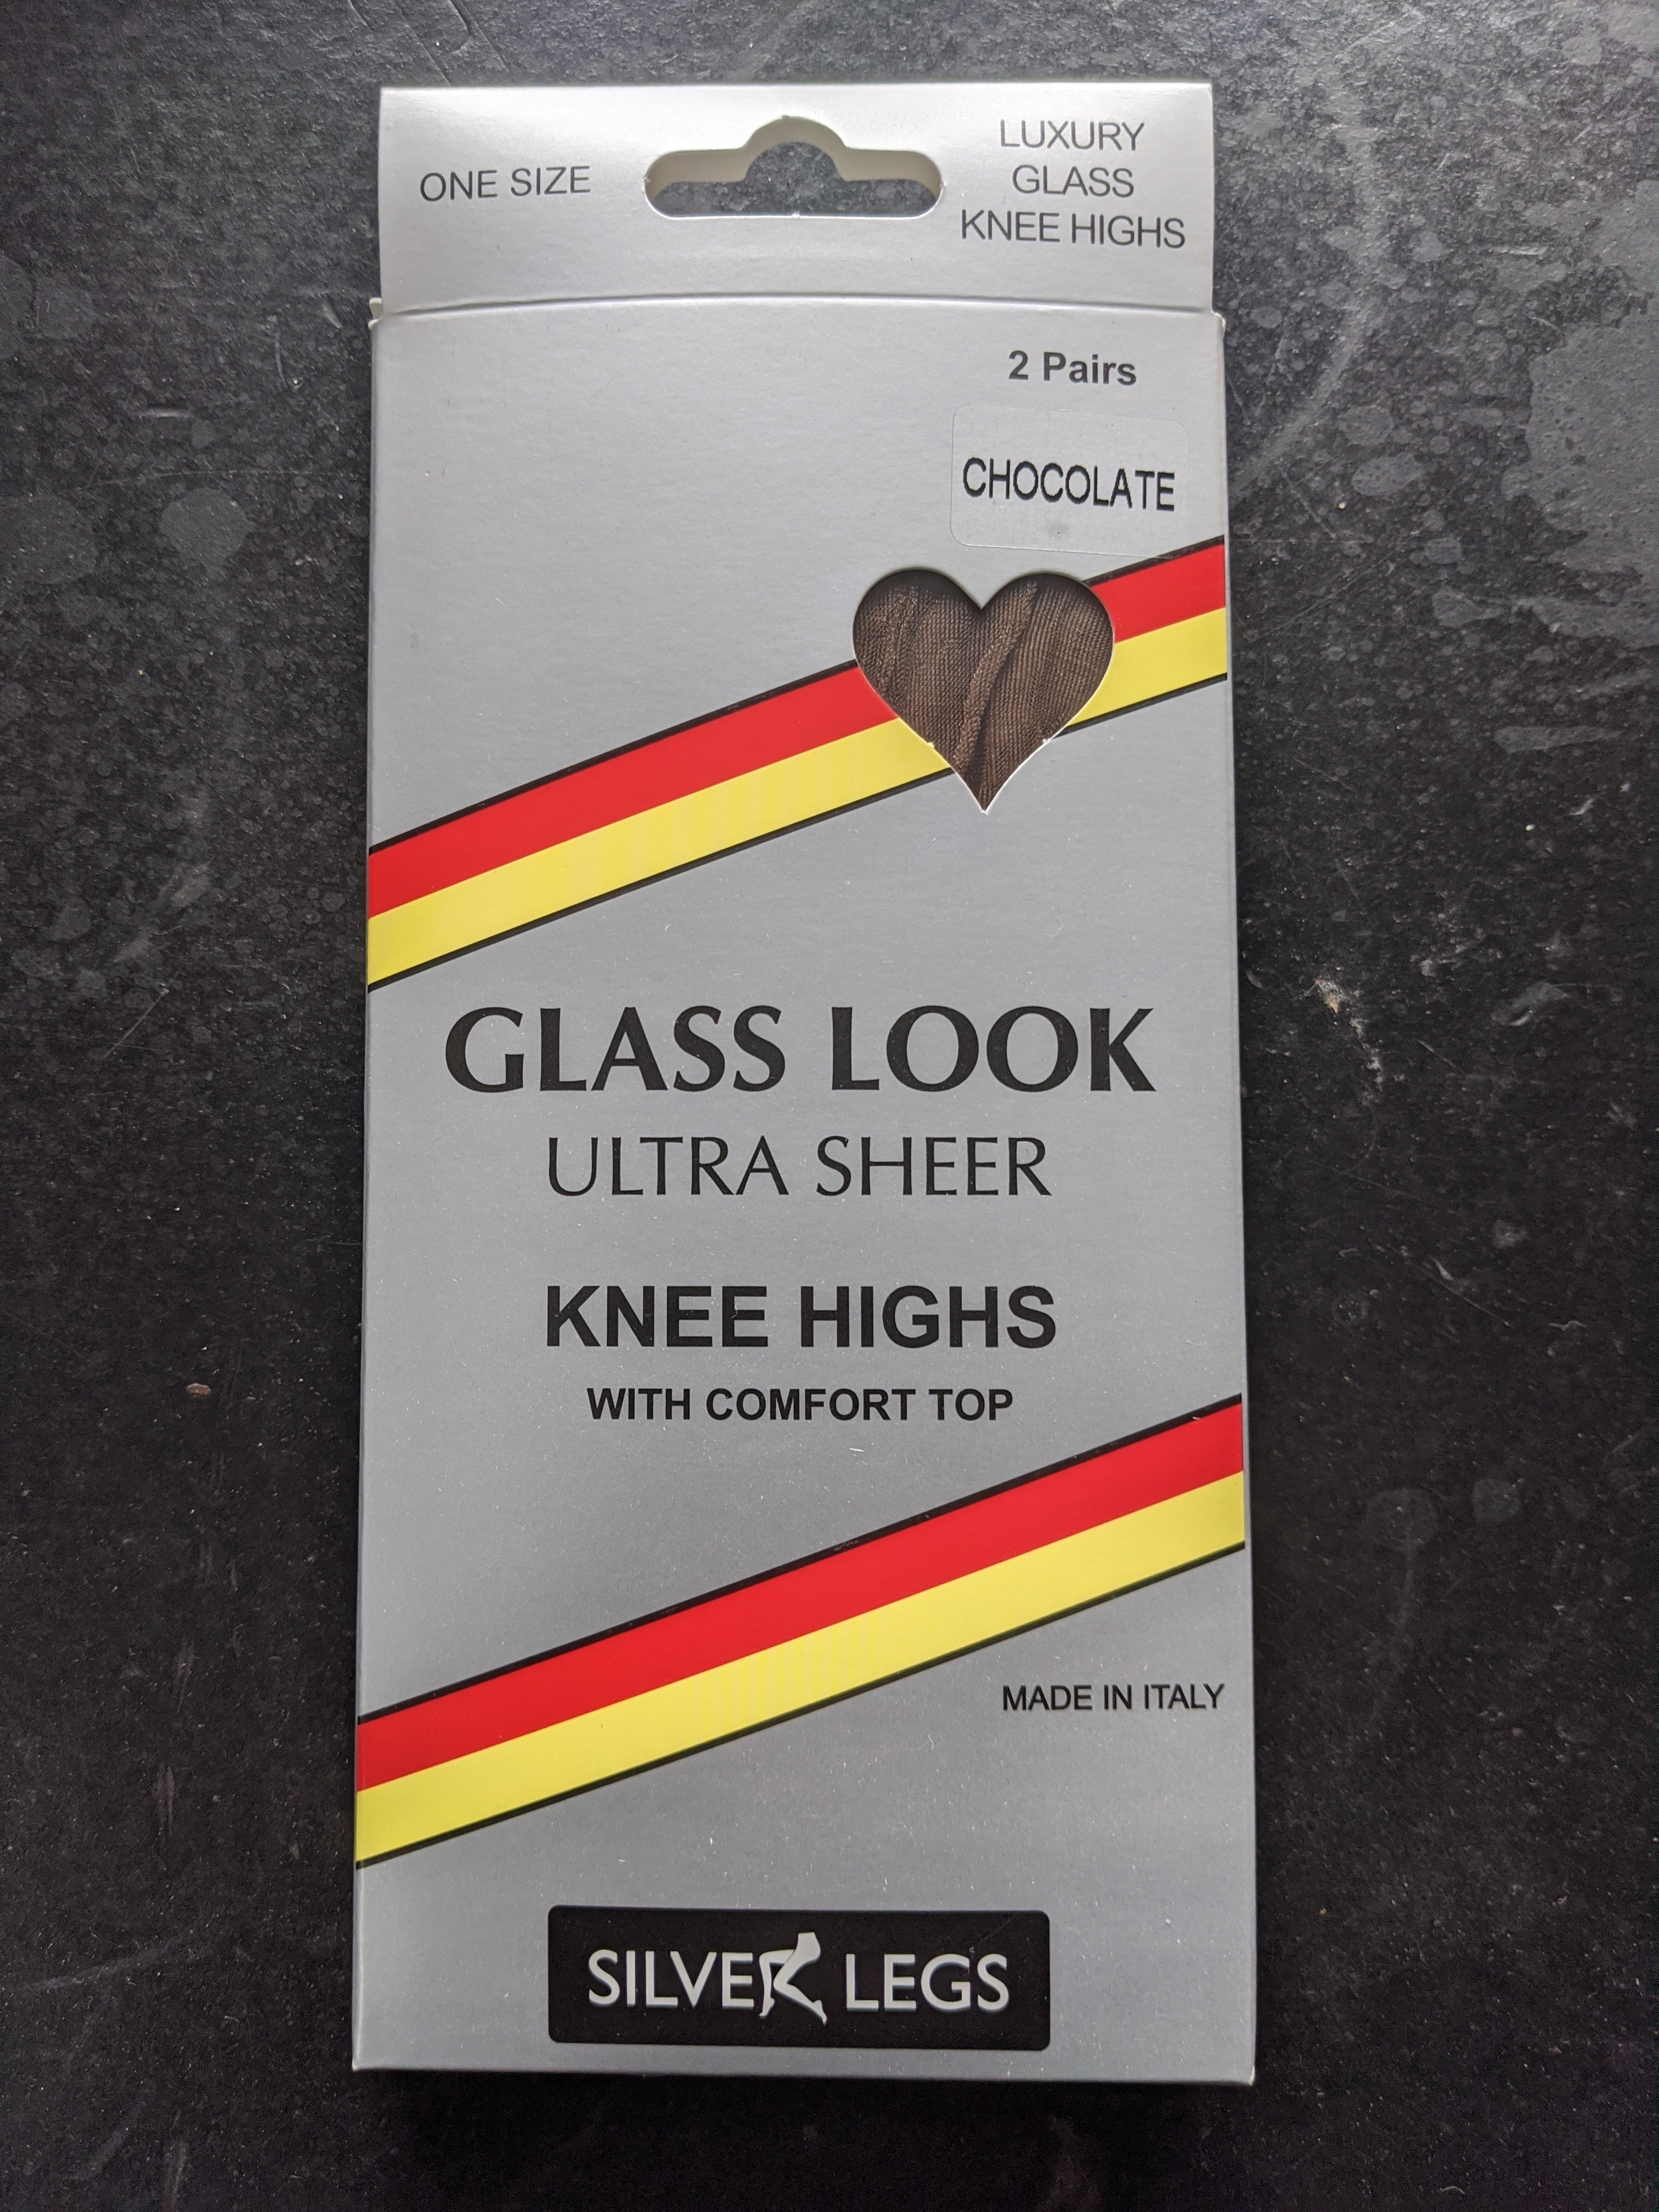 ONE SIZE
LUXURY
GLASS
KNEE HIGHS
2 Pairs
CHOCOLATE
GLASS LOOK
ULTRA SHEER
KNEE HIGHS
WITH COMFORT TOP
MADE IN ITALY
SILVER LEGS